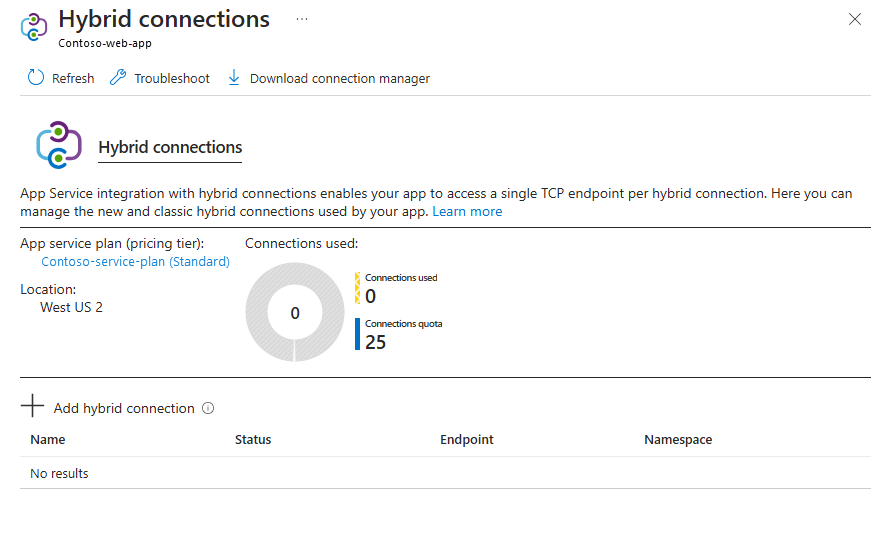 Hybrid connections ...
Contoso-web-app
Refresh Troubleshoot Download connection manager
Hybrid connections
App Service integration with hybrid connections enables your app to access a single TCP endpoint per hybrid connection. Here you can
manage the new and classic hybrid connections used by your app. Learn more
App service plan (pricing tier):
Contoso-service-plan (Standard)
Location:
West US 2
Connections used:
0
Connections used
0
Connections quota
25
Add hybrid connection
Name Status Endpoint Namespace
No results